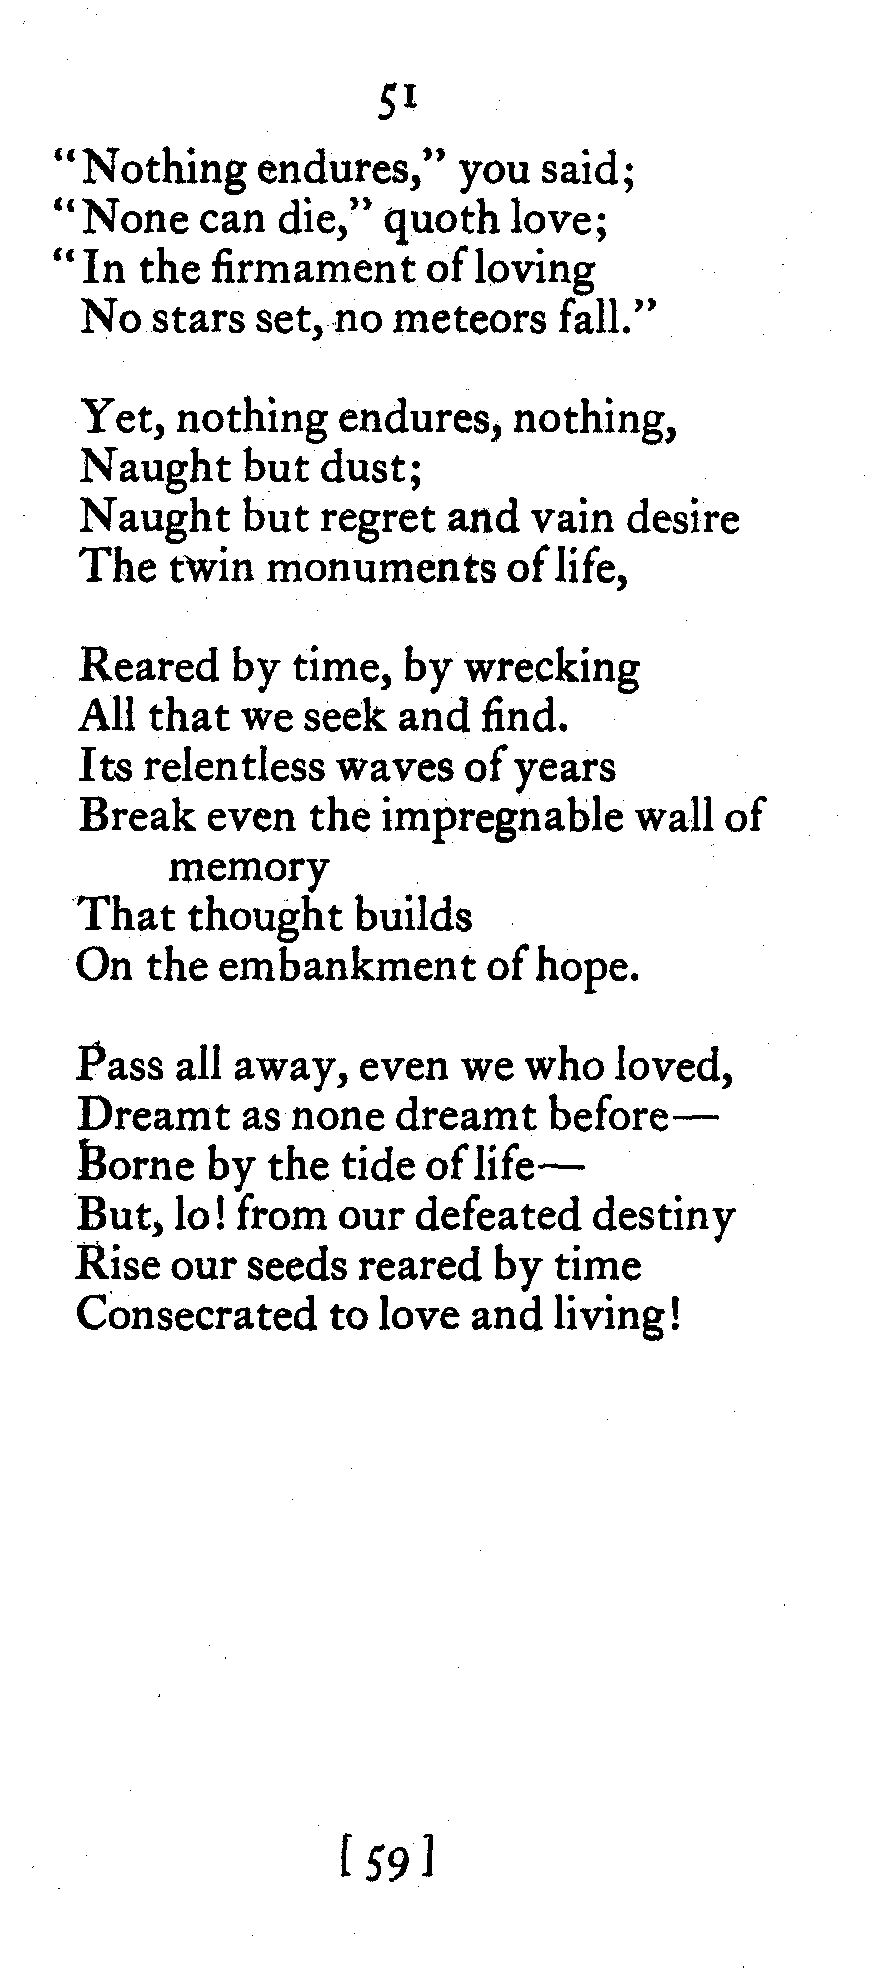 51
“Nothing endures,” you said;
“None can die,” quoth love;
“In the firmament of loving
No stars set, no meteors fall.”
Yet, nothing endures, nothing,
Naught but dust;
Naught but regret and vain desire
The twin monuments of life,
Reared by time, by wrecking
All that we seek and find.
Its relentless waves of years
Break even the impregnable wall of
memory
That thought builds
On the embankment of hope.
Pass all away, even we who loved,
Dreamt as none dreamt before—
Borne by the tide of life—
But, lo! from our defeated destiny
Rise our seeds reared by time
Consecrated to love and living!
[59]